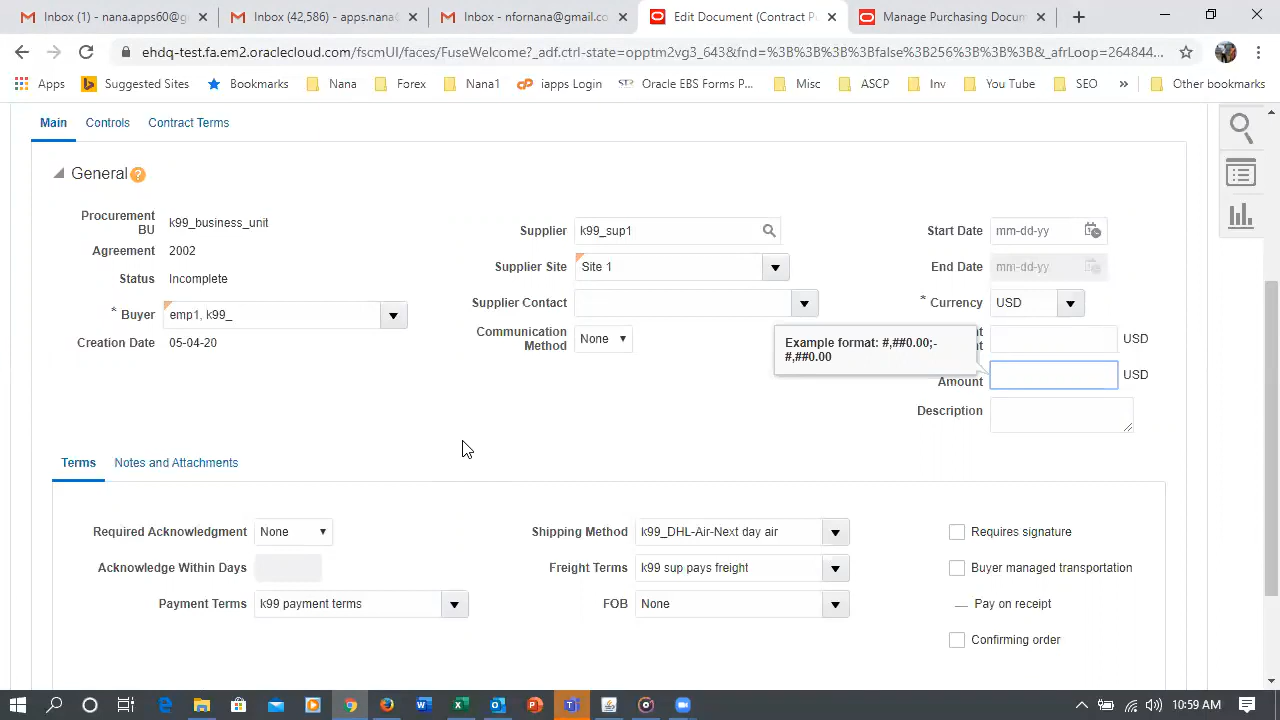 Inbox (1) - nana.apps60@g
Inbox (42,586) - apps.nana
Inbox - nfornana@gmail.co
Edit Document (Contract P
Manage Purchasing Docum
ehdq-test.fa.em2.oraclecloud.com/fscmUI/faces/FuseWelcome?_adf.ctrl-state=opptm2vg3_643&fnd=%3B%3B%3B%3Bfalse%3B256%3B%3B%3B&_afrLoop=264844...
Apps
Suggested Sites
Bookmarks
Nana
Forex
Nana1
iapps Login
Oracle EBS Forms P...
Misc
ASCP
Inv
You Tube
SEO
»
Other bookmarks
Main
Controls
Contract Terms
General
Procurement
BU
k99_business_unit
Agreement
2002
Status
Incomplete
* Buyer
emp1, k99_
Creation Date
05-04-20
Supplier
k99_sup1
Supplier Site
Site 1
Supplier Contact
Communication
Method
None
Start Date
mm-dd-yy
End Date
mm-dd-yy
* Currency
USD
USD
Example format: #,##0.00;-
#,##0.00
Amount
USD
Description
Terms
Notes and Attachments
Required Acknowledgment
None
Acknowledge Within Days
Payment Terms
k99 payment terms
Shipping Method
k99_DHL-Air-Next day air
Freight Terms
k99 sup pays freight
FOB
None
Requires signature
Buyer managed transportation
Pay on receipt
Confirming order
10:59 AM